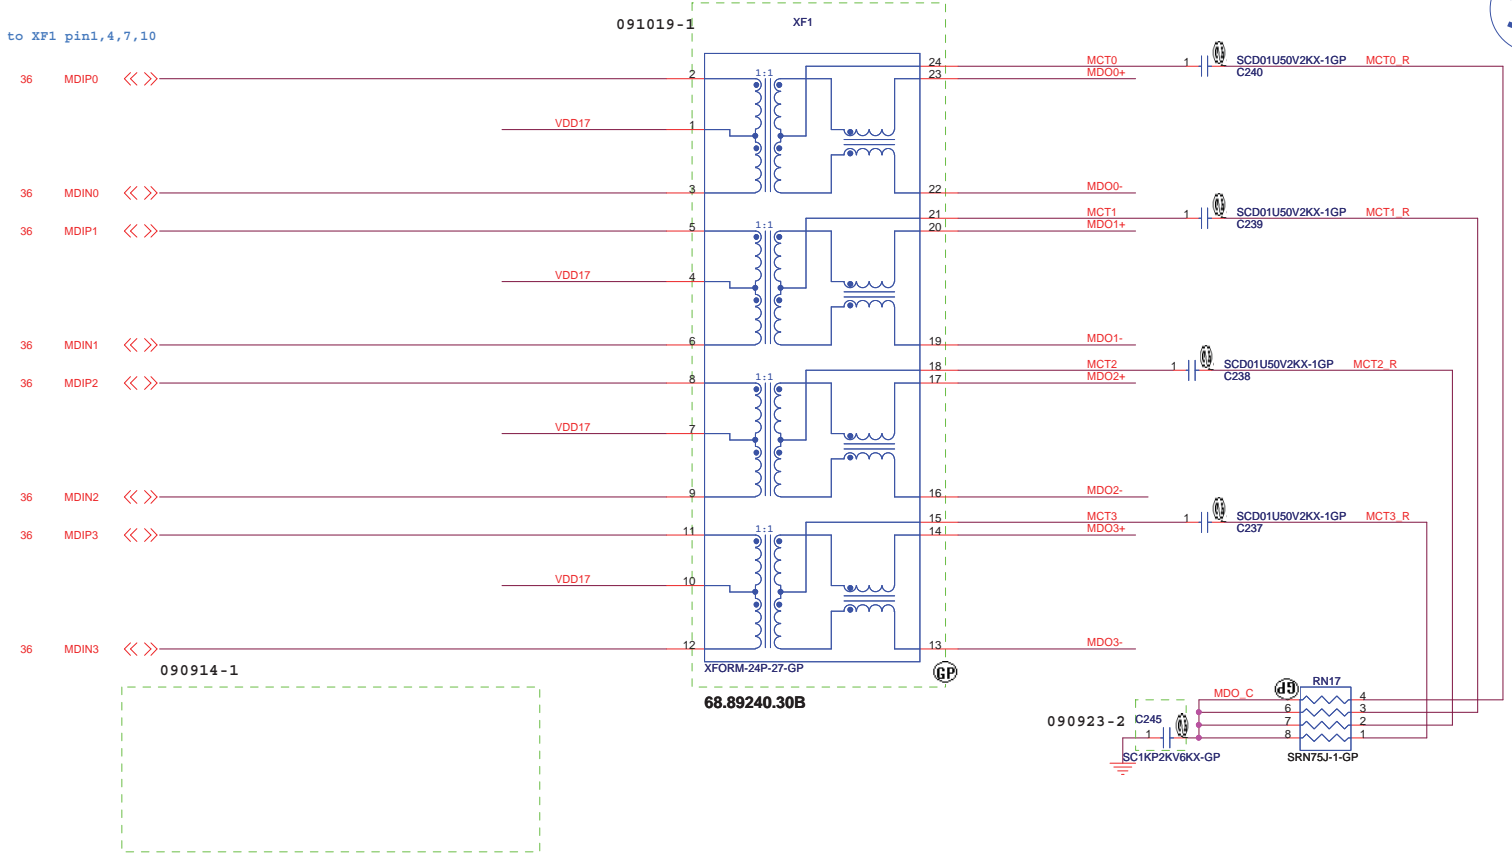 091019-1
XF1
to XF1 pin1,4,7,10
36 MDIP0 2 1:1 24 MCT0 1 SCD01U50V2KX-1GP MCT0_R
23 MDO0+ C240
VDD17 1
36 MDIN0 3 22 MDO0-
21 MCT1 1 SCD01U50V2KX-1GP MCT1_R
36 MDIP1 5 1:1 20 MDO1+ C239
VDD17 4
36 MDIN1 6 19 MDO1-
18 MCT2 1 SCD01U50V2KX-1GP MCT2_R
36 MDIP2 8 1:1 17 MDO2+ C238
VDD17 7
36 MDIN2 9 16 MDO2-
15 MCT3 1 SCD01U50V2KX-1GP MCT3_R
36 MDIP3 11 1:1 14 MDO3+ C237
VDD17 10
36 MDIN3 12 13 MDO3-
090914-1
XFORM-24P-27-GP
GP
68.89240.30B
GP
RN17
MDO_C 4
6 3
7 2
8 1
090923-2
C245
1
SC1KP2KV6KX-GP
SRN75J-1-GP